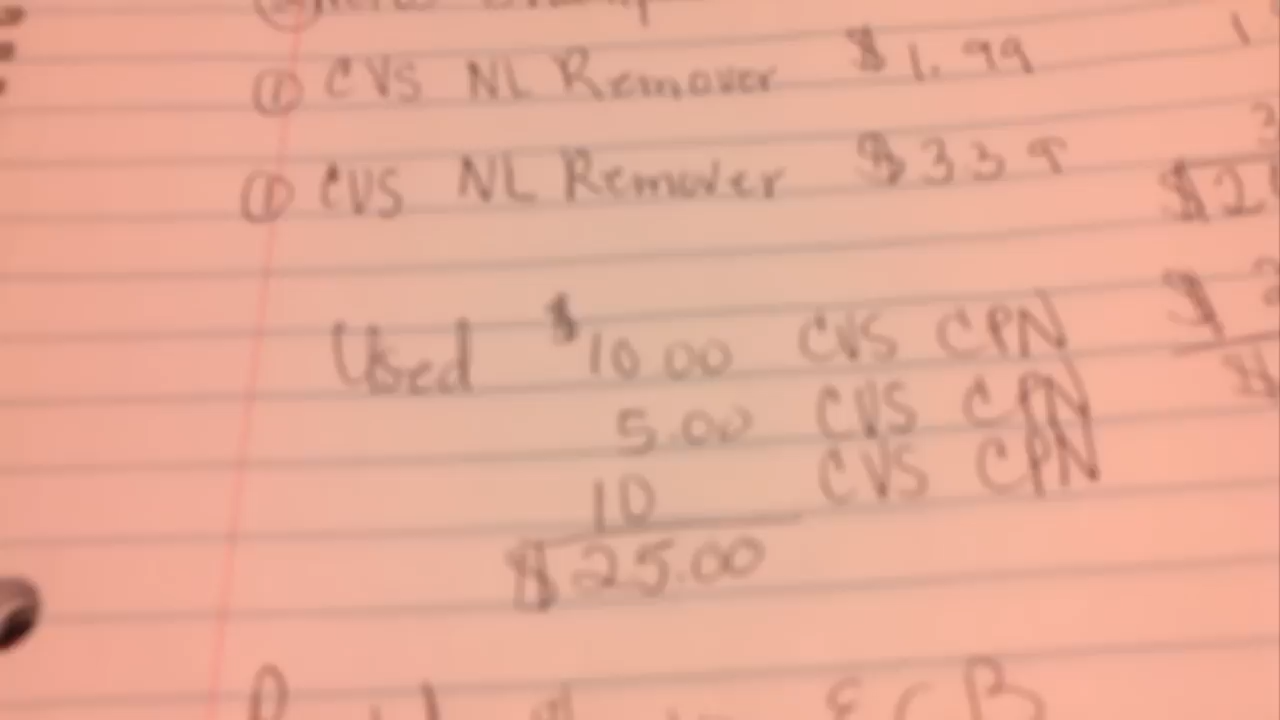 ① CVS NL Remover $1.99
① CVS NL Remover $3 39
Used $10 00 CVS CPN
5.00 CVS CPN
10 CVS CPN
$25.00
ECB